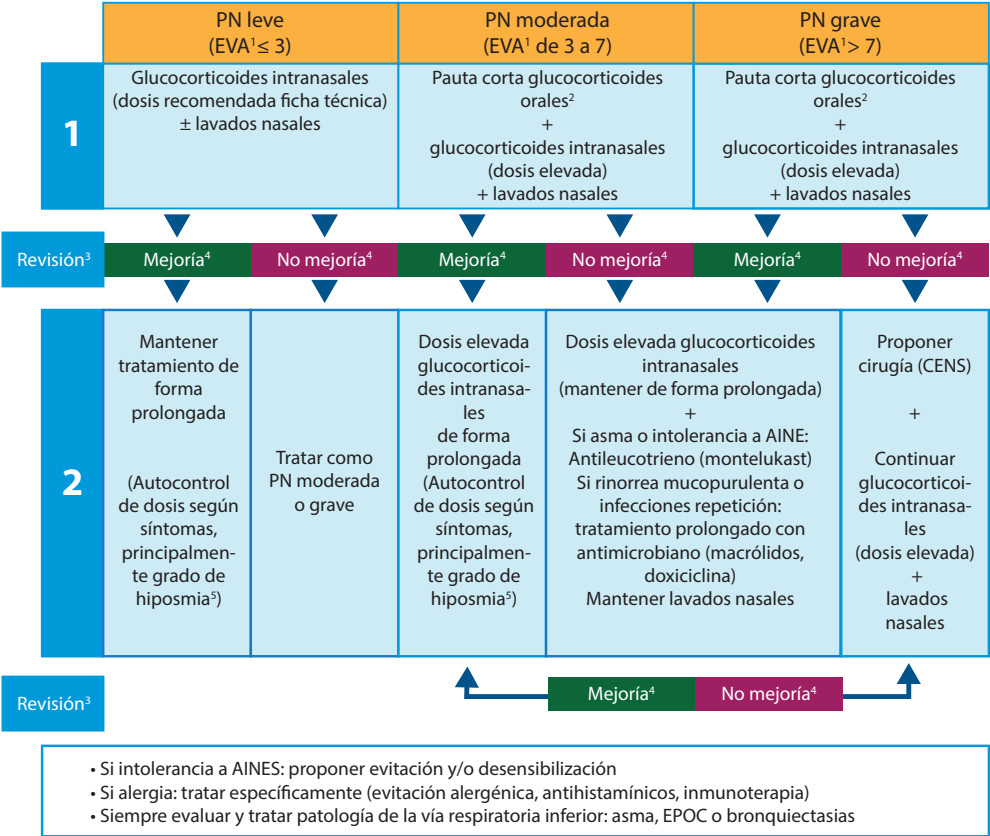 PN leve
(EVA¹≤ 3)
PN moderada
(EVA¹ de 3 a 7)
PN grave
(EVA¹> 7)
1
Glucocorticoides intranasales
(dosis recomendada ficha técnica)
± lavados nasales
Pauta corta glucocorticoides
orales²
+
glucocorticoides intranasales
(dosis elevada)
+ lavados nasales
Pauta corta glucocorticoides
orales²
+
glucocorticoides intranasales
(dosis elevada)
+ lavados nasales
Revisión³
Mejoría⁴
No mejoría⁴
Mejoría⁴
No mejoría⁴
Mejoría⁴
No mejoría⁴
2
Mantener
tratamiento de
forma
prolongada
(Autocontrol
de dosis según
síntomas,
principalmen-
te grado de
hiposmia⁵)
Tratar como
PN moderada
o grave
Dosis elevada
glucocorticoi-
des intranasa-
les
de forma
prolongada
(Autocontrol
de dosis según
síntomas,
principalmen-
te grado de
hiposmia⁵)
Dosis elevada glucocorticoides
intranasales
(mantener de forma prolongada)
+
Si asma o intolerancia a AINE:
Antileucotrieno (montelukast)
Si rinorrea mucopurulenta o
infecciones repetición:
tratamiento prolongado con
antimicrobiano (macrólidos,
doxiciclina)
Mantener lavados nasales
Proponer
cirugía (CENS)
+
Continuar
glucocorticoi-
des intranasa-
les
(dosis elevada)
+
lavados
nasales
Revisión³
Mejoría⁴
No mejoría⁴
• Si intolerancia a AINES: proponer evitación y/o desensibilización
• Si alergia: tratar específicamente (evitación alergénica, antihistamínicos, inmunoterapia)
• Siempre evaluar y tratar patología de la vía respiratoria inferior: asma, EPOC o bronquiectasias